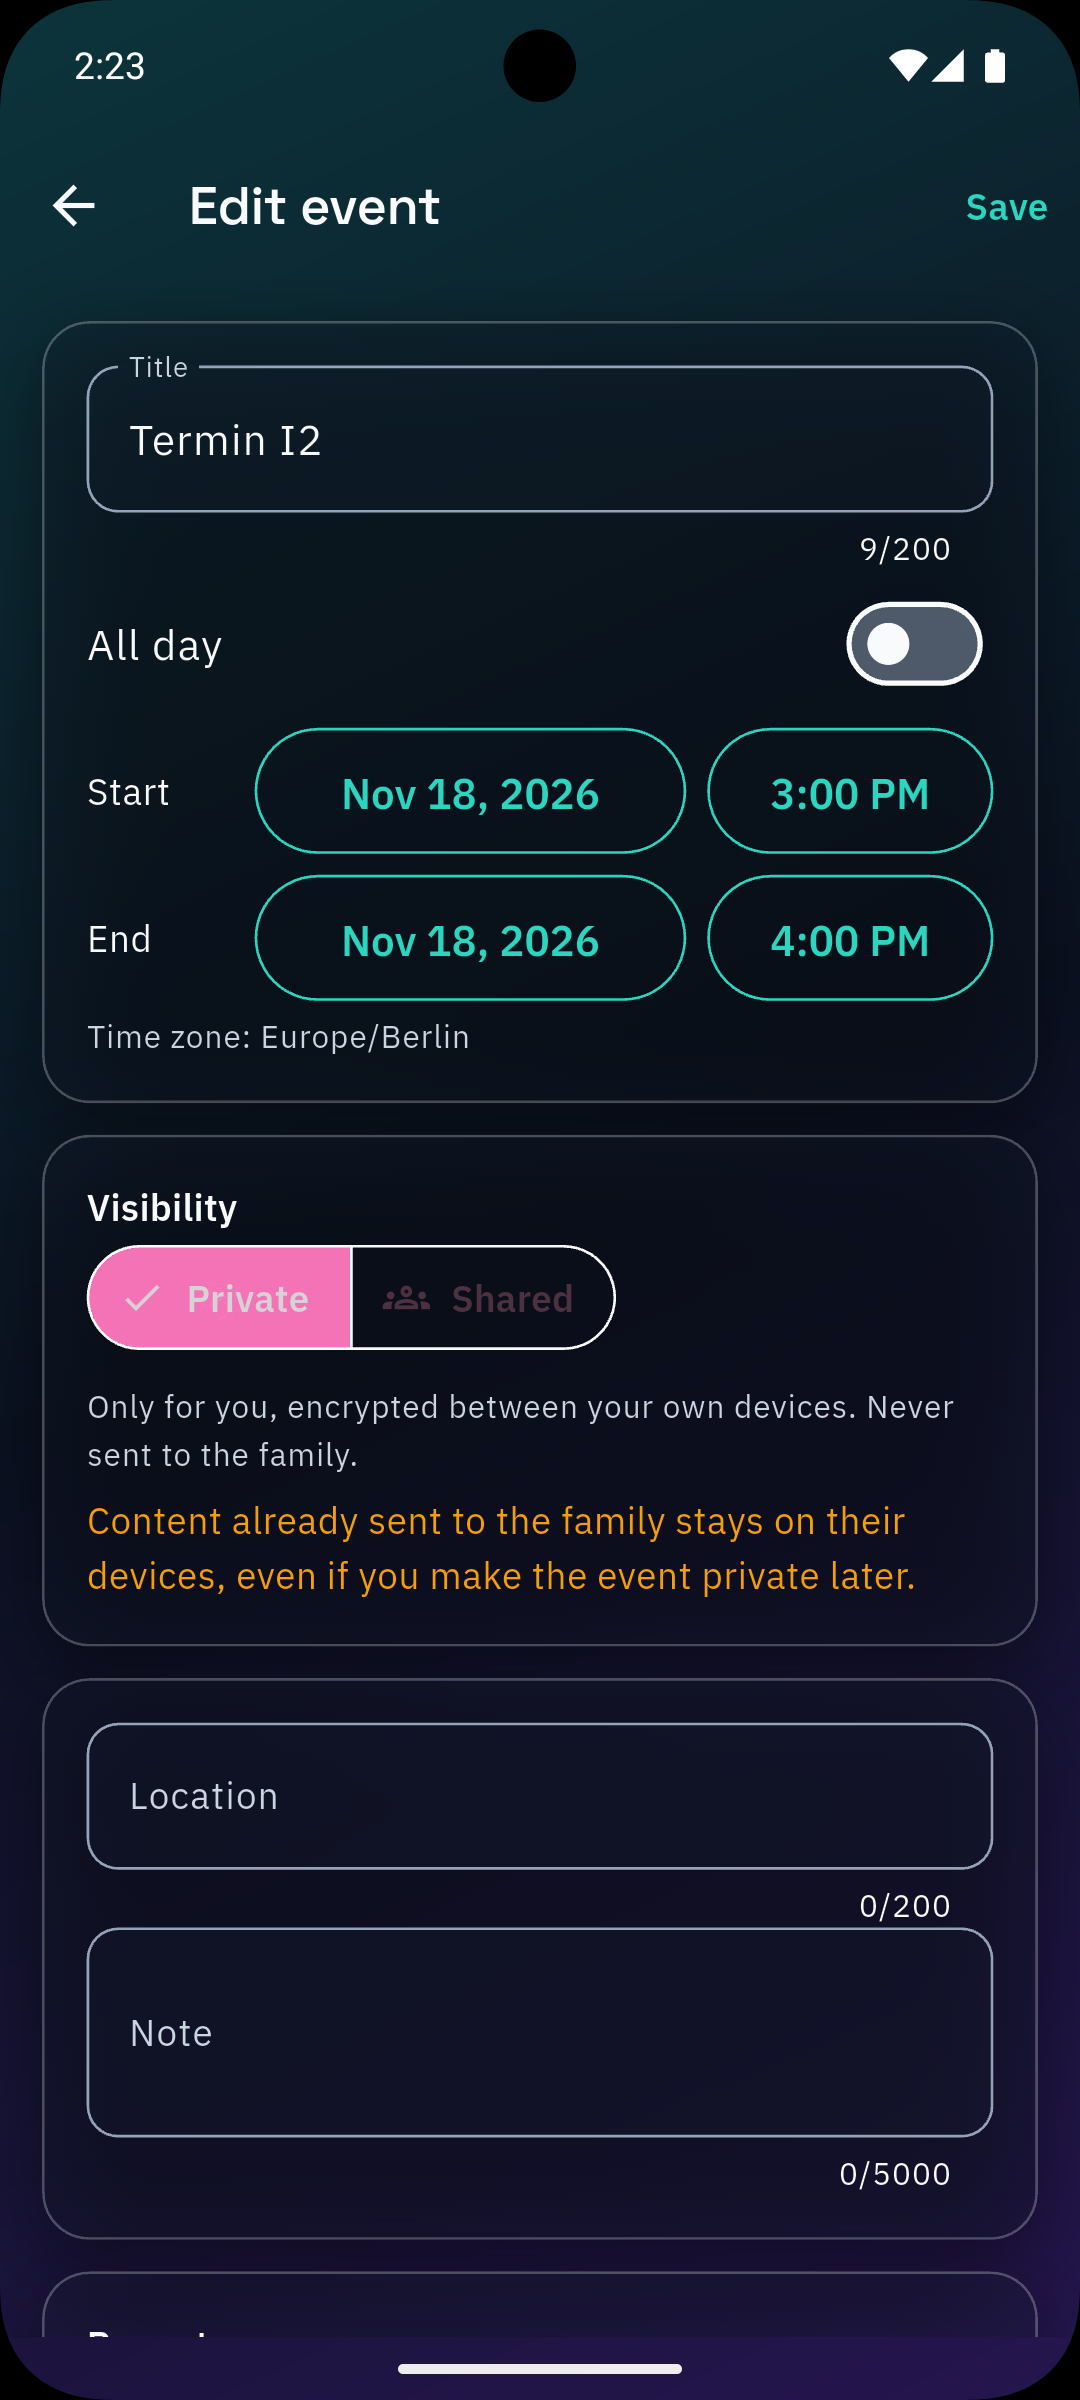 2:23
Edit event
Save
Title
Termin I2
9/200
All day
Start
Nov 18, 2026
3:00 PM
End
Nov 18, 2026
4:00 PM
Time zone: Europe/Berlin
Visibility
Private
Shared
Only for you, encrypted between your own devices. Never
sent to the family.
Content already sent to the family stays on their
devices, even if you make the event private later.
Location
0/200
Note
0/5000